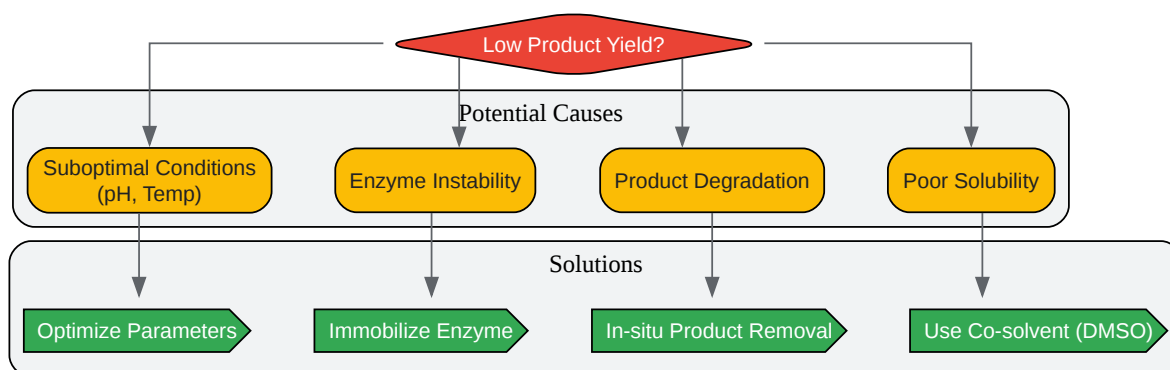 Low Product Yield?
Potential Causes
Suboptimal Conditions
(pH, Temp)
Enzyme Instability
Product Degradation
Poor Solubility
Solutions
Optimize Parameters
Immobilize Enzyme
In-situ Product Removal
Use Co-solvent (DMSO)